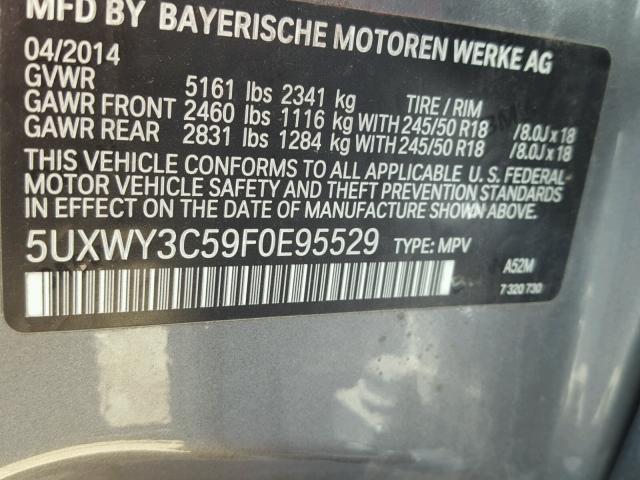 MFD BY BAYERISCHE MOTOREN WERKE AG
04/2014
GVWR 5161 lbs 2341 kg TIRE / RIM
GAWR FRONT 2460 lbs 1116 kg WITH 245/50 R18 /8.0J x 18
GAWR REAR 2831 lbs 1284 kg WITH 245/50 R18 /8.0J x 18
THIS VEHICLE CONFORMS TO ALL APPLICABLE U. S. FEDERAL
MOTOR VEHICLE SAFETY AND THEFT PREVENTION STANDARDS
IN EFFECT ON THE DATE OF MANUFACTURE SHOWN ABOVE.
5UXWY3C59F0E95529 TYPE: MPV
A52M
7 320 730